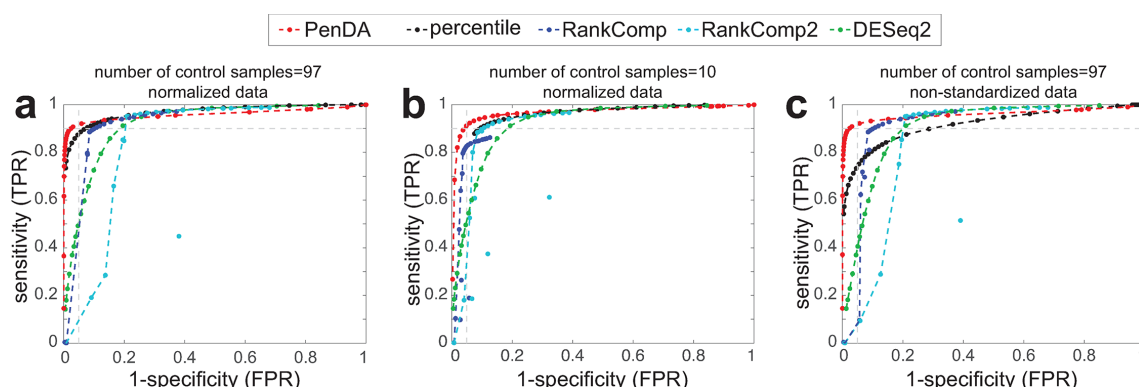 PenDA percentile RankComp RankComp2 DESeq2
a
number of control samples=97
normalized data
sensitivity (TPR)
1
0.8
0.6
0.4
0.2
0
0 0.2 0.4 0.6 0.8 1
1-specificity (FPR)
b
number of control samples=10
normalized data
sensitivity (TPR)
1
0.8
0.6
0.4
0.2
0
0 0.2 0.4 0.6 0.8 1
1-specificity (FPR)
c
number of control samples=97
non-standardized data
sensitivity (TPR)
1
0.8
0.6
0.4
0.2
0
0 0.2 0.4 0.6 0.8 1
1-specificity (FPR)